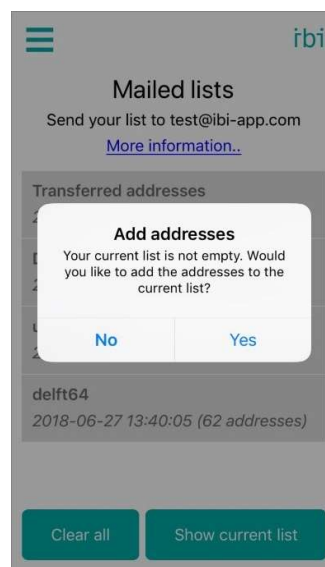 ibi
Mailed lists
Send your list to test@ibi-app.com
More information..
Transferred addresses
2
Add addresses
Your current list is not empty. Would
you like to add the addresses to the
current list?
No
Yes
2
delft64
2018-06-27 13:40:05 (62 addresses)
Clear all
Show current list